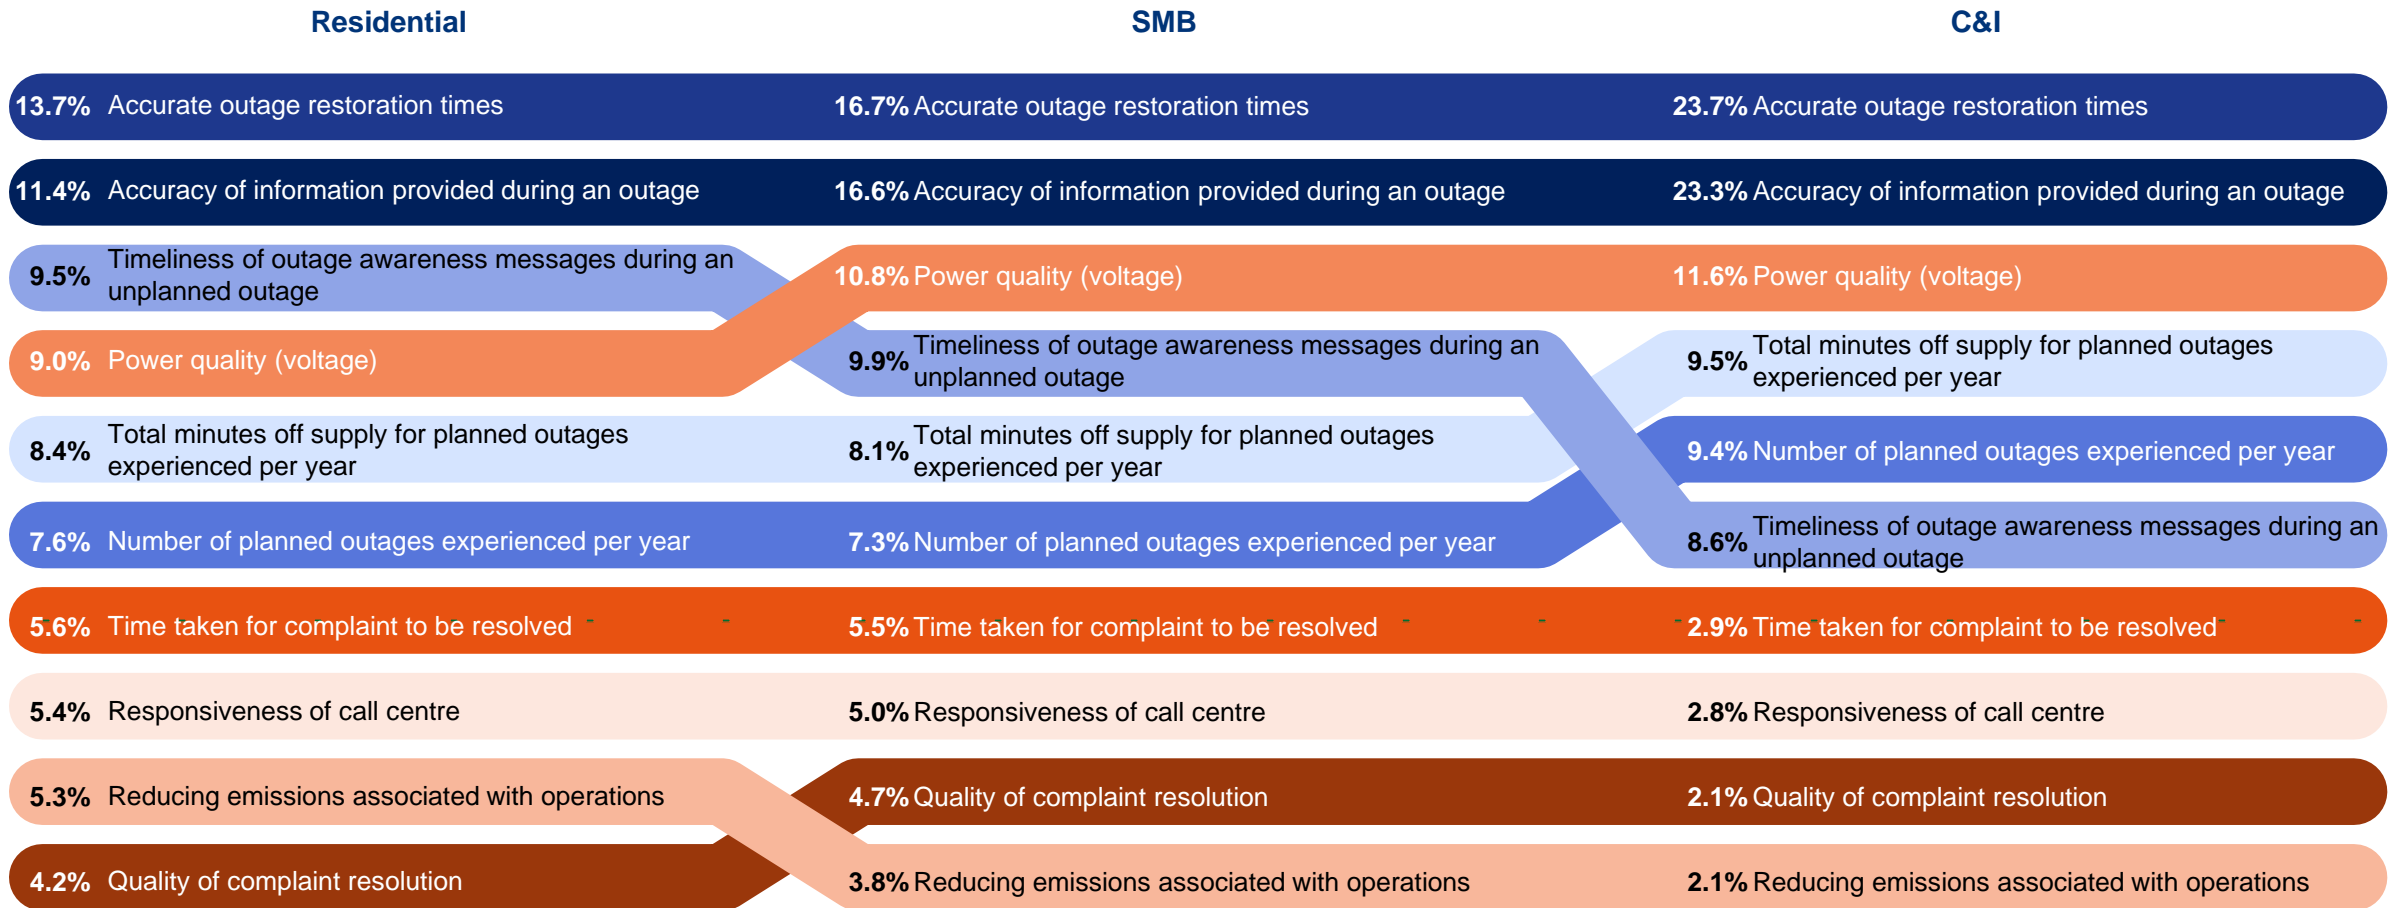 Residential SMB C&I
13.7% Accurate outage restoration times 16.7% Accurate outage restoration times 23.7% Accurate outage restoration times
11.4% Accuracy of information provided during an outage 16.6% Accuracy of information provided during an outage 23.3% Accuracy of information provided during an outage
9.5% Timeliness of outage awareness messages during an
unplanned outage
10.8% Power quality (voltage) 11.6% Power quality (voltage)
9.0% Power quality (voltage)
9.9% Timeliness of outage awareness messages during an
unplanned outage
9.5% Total minutes off supply for planned outages
experienced per year
8.4% Total minutes off supply for planned outages
experienced per year
8.1% Total minutes off supply for planned outages
experienced per year
9.4% Number of planned outages experienced per year
7.6% Number of planned outages experienced per year 7.3% Number of planned outages experienced per year
8.6% Timeliness of outage awareness messages during an
unplanned outage
5.6% Time taken for complaint to be resolved 5.5% Time taken for complaint to be resolved 2.9% Time taken for complaint to be resolved
5.4% Responsiveness of call centre 5.0% Responsiveness of call centre 2.8% Responsiveness of call centre
5.3% Reducing emissions associated with operations 4.7% Quality of complaint resolution 2.1% Quality of complaint resolution
4.2% Quality of complaint resolution 3.8% Reducing emissions associated with operations 2.1% Reducing emissions associated with operations